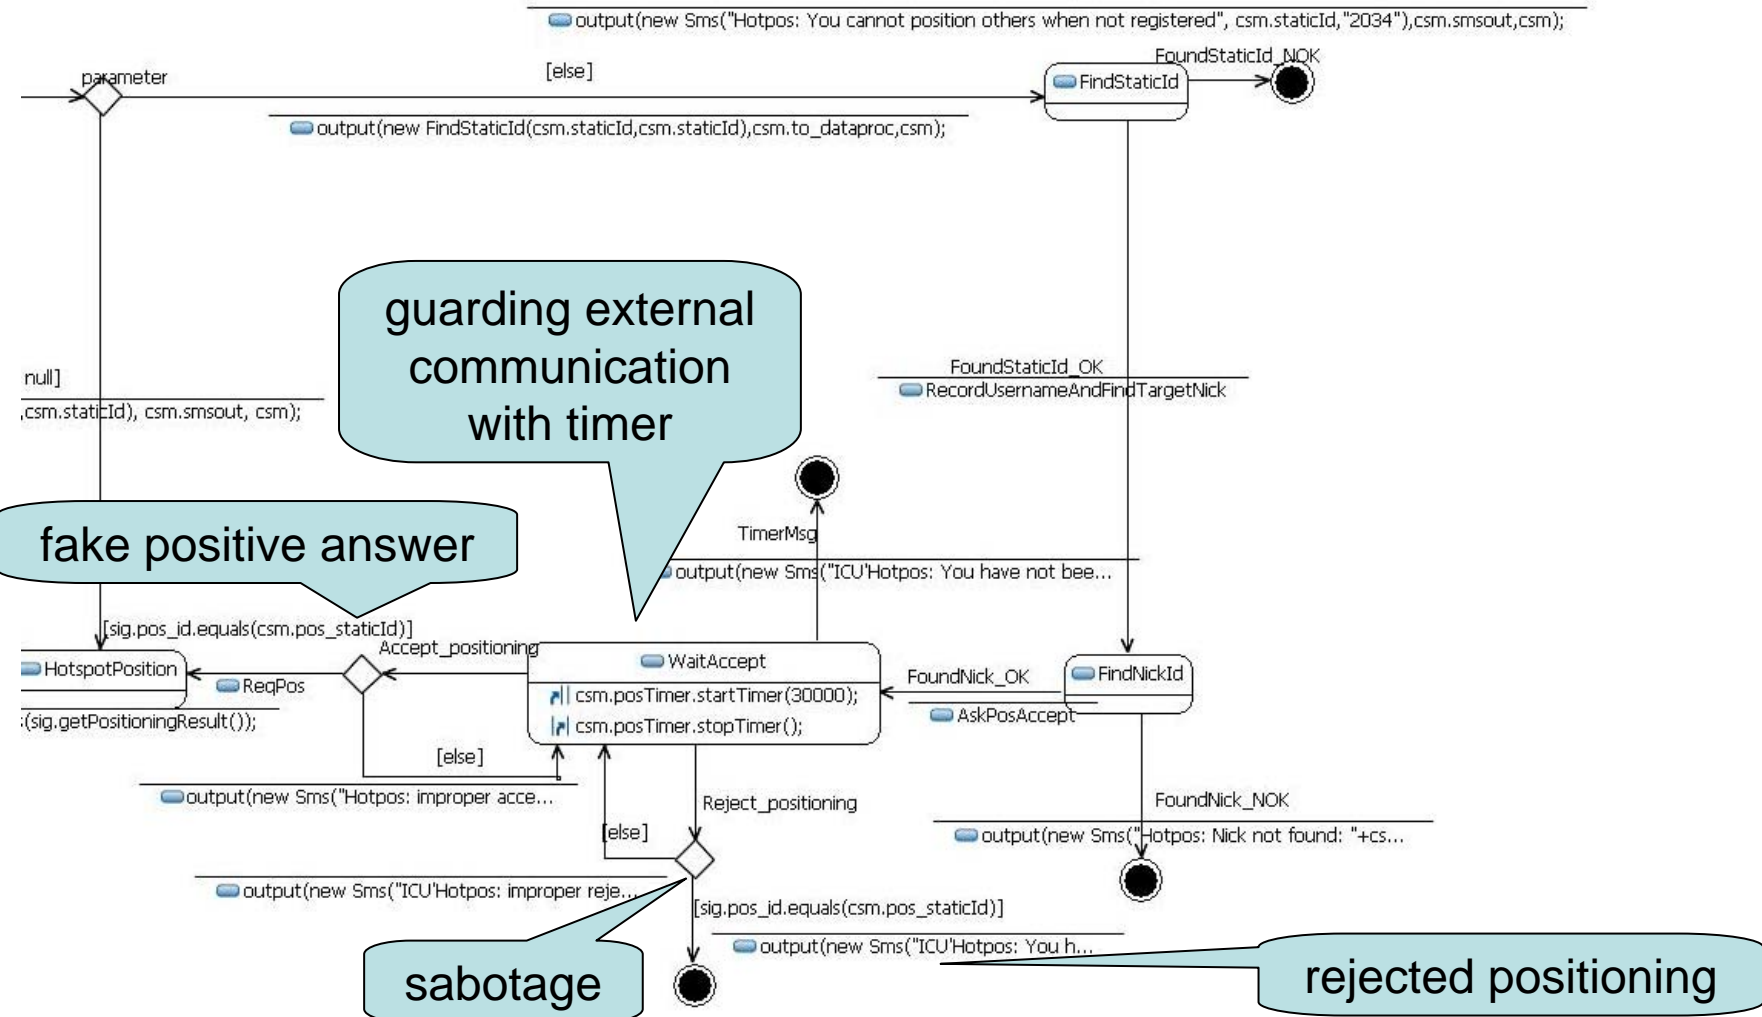 output(new Sms("Hotpos: You cannot position others when not registered", csm.staticId,"2034"),csm.smsout,csm);
FoundStaticId_NOK
[else]
parameter
FindStaticId
output(new FindStaticId(csm.staticId,csm.staticId),csm.to_dataproc,csm);
guarding external
communication
with timer
null]
,csm.staticId), csm.smsout, csm);
FoundStaticId_OK
RecordUsernameAndFindTargetNick
fake positive answer
TimerMsg
output(new Sms("ICU'Hotpos: You have not bee...
[sig.pos_id.equals(csm.pos_staticId)]
Accept_positioning
HotspotPosition
ReqPos
s(sig.getPositioningResult());
WaitAccept
csm.posTimer.startTimer(30000);
csm.posTimer.stopTimer();
FoundNick_OK
AskPosAccept
FindNickId
[else]
output(new Sms("Hotpos: improper acce...
Reject_positioning
[else]
FoundNick_NOK
output(new Sms("Hotpos: Nick not found: "+cs...
output(new Sms("ICU'Hotpos: improper reje...
[sig.pos_id.equals(csm.pos_staticId)]
output(new Sms("ICU'Hotpos: You h...
sabotage
rejected positioning